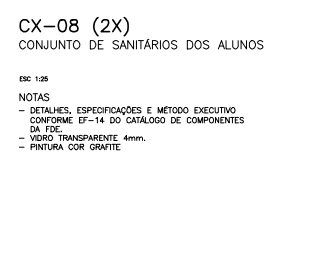 CX-08 (2X)
CONJUNTO DE SANITÁRIOS DOS ALUNOS
ESC 1:25
NOTAS
- DETALHES, ESPECIFICAÇÕES E MÉTODO EXECUTIVO
CONFORME EF-14 DO CATÁLOGO DE COMPONENTES
DA FDE.
- VIDRO TRANSPARENTE 4mm.
- PINTURA COR GRAFITE